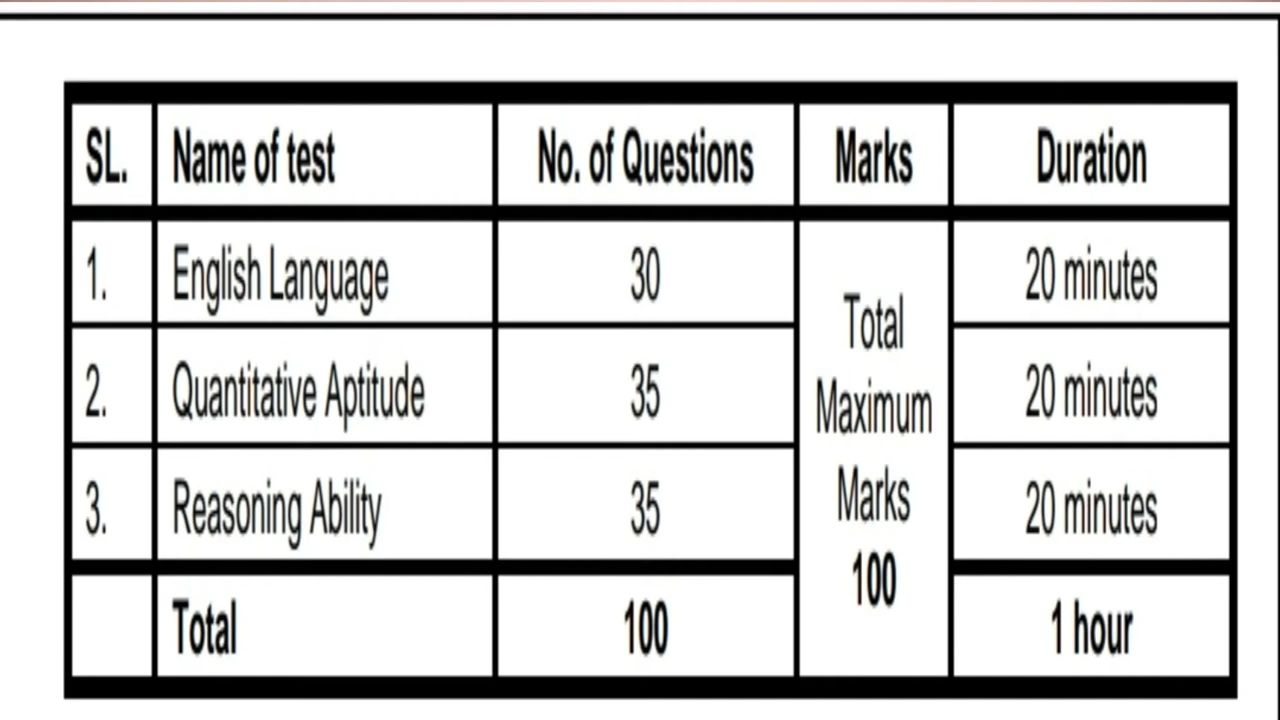 SL. Name of test No. of Questions Marks Duration
1. English Language 30 20 minutes
Total
2. Quantitative Aptitude 35 20 minutes
Maximum
Marks
3. Reasoning Ability 35 20 minutes
100
Total 100 1 hour